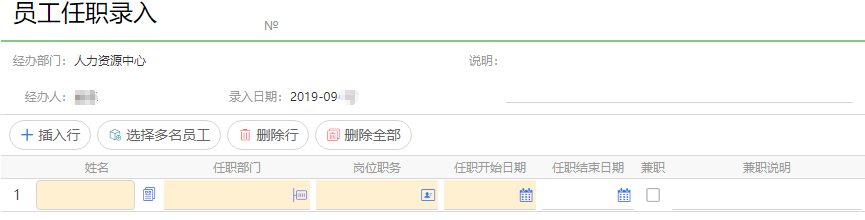 员工任职录入
№
经办部门： 人力资源中心 说明：
经办人： 录入日期： 2019-09
插入行 选择多名员工 删除行 删除全部
姓名 任职部门 岗位职务 任职开始日期 任职结束日期 兼职 兼职说明
1